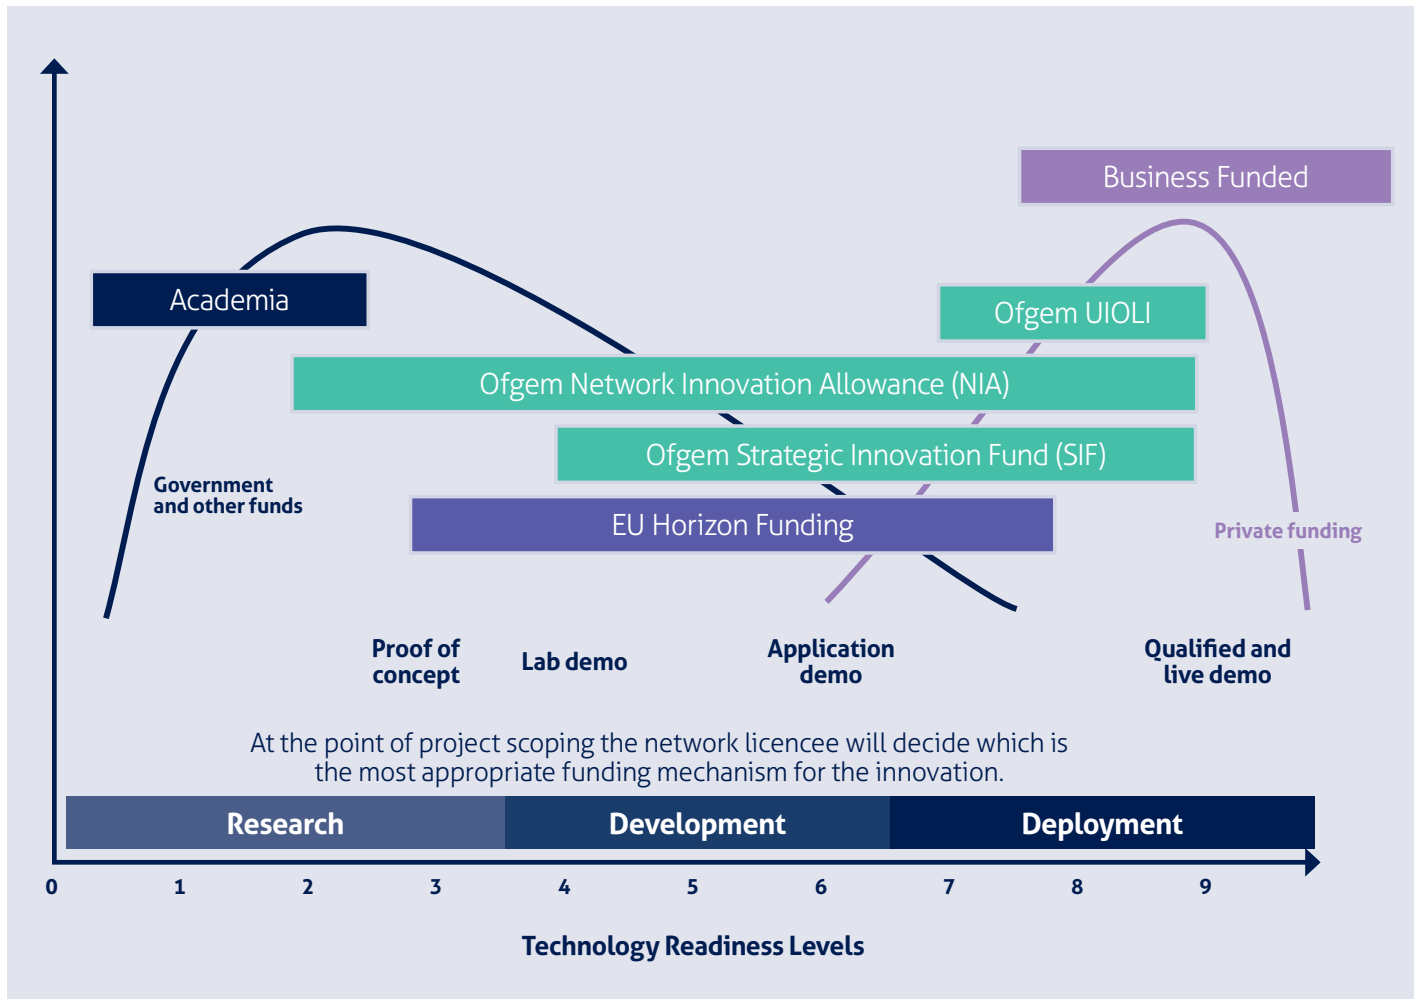 Business Funded
Academia
Ofgem UIOLI
Ofgem Network Innovation Allowance (NIA)
Ofgem Strategic Innovation Fund (SIF)
Government
and other funds
EU Horizon Funding
Private funding
Proof of
concept
Lab demo
Application
demo
Qualified and
live demo
At the point of project scoping the network licencee will decide which is
the most appropriate funding mechanism for the innovation.
Research
Development
Deployment
0 1 2 3 4 5 6 7 8 9
Technology Readiness Levels